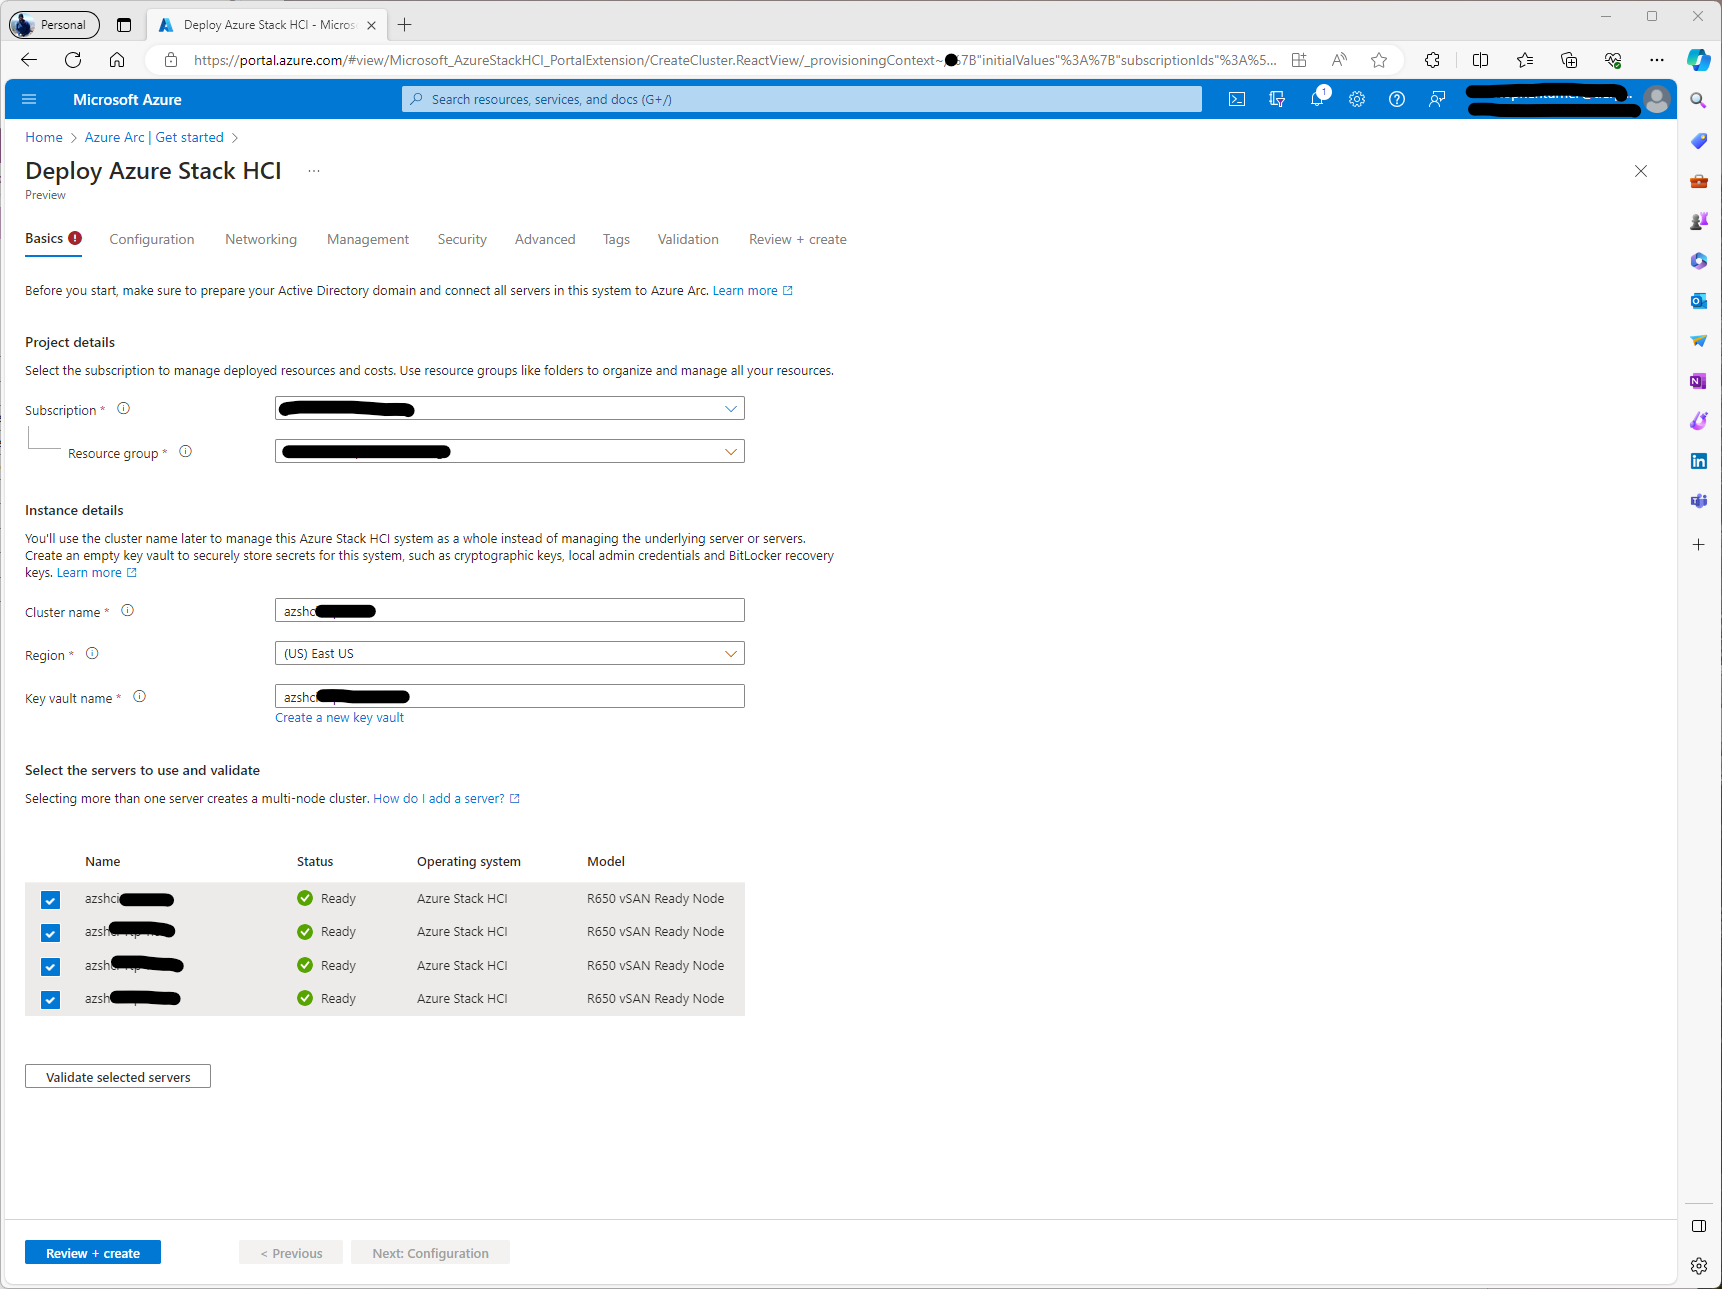 Personal
Deploy Azure Stack HCI - Micros
https://portal.azure.com/#view/Microsoft_AzureStackHCI_PortalExtension/CreateCluster.ReactView/_provisioningContext~/%7B"initialValues"%3A%7B"subscriptionIds"%3A%5...
Microsoft Azure
Search resources, services, and docs (G+/)
1
Home > Azure Arc | Get started >
Deploy Azure Stack HCI ...
Preview
Basics
Configuration
Networking
Management
Security
Advanced
Tags
Validation
Review + create
Before you start, make sure to prepare your Active Directory domain and connect all servers in this system to Azure Arc. Learn more
Project details
Select the subscription to manage deployed resources and costs. Use resource groups like folders to organize and manage all your resources.
Subscription *
Resource group *
Instance details
You'll use the cluster name later to manage this Azure Stack HCI system as a whole instead of managing the underlying server or servers.
Create an empty key vault to securely store secrets for this system, such as cryptographic keys, local admin credentials and BitLocker recovery
keys. Learn more
Cluster name *
azshc
Region *
(US) East US
Key vault name *
azshc
Create a new key vault
Select the servers to use and validate
Selecting more than one server creates a multi-node cluster. How do I add a server?
Name Status Operating system Model
azshci Ready Azure Stack HCI R650 vSAN Ready Node
azshc Ready Azure Stack HCI R650 vSAN Ready Node
azshc Ready Azure Stack HCI R650 vSAN Ready Node
azsh Ready Azure Stack HCI R650 vSAN Ready Node
Validate selected servers
Review + create
< Previous
Next: Configuration